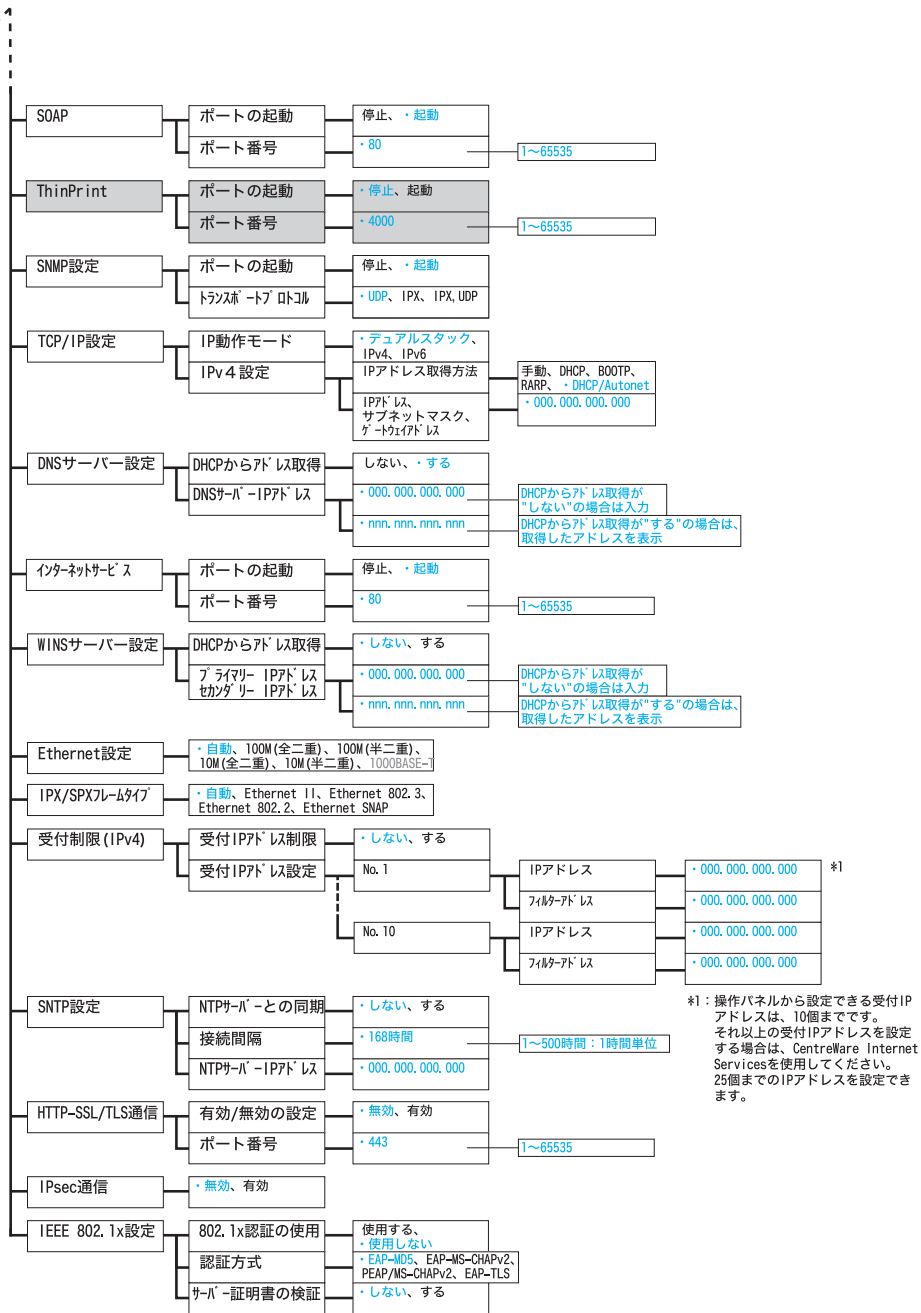 1
SOAP
ポートの起動
停止、・起動
ポート番号
・80
1～65535
ThinPrint
ポートの起動
・停止、起動
ポート番号
・4000
1～65535
SNMP設定
ポートの起動
停止、・起動
ﾄﾗﾝｽﾎﾟｰﾄﾌﾟﾛﾄｺﾙ
・UDP、IPX、IPX,UDP
TCP/IP設定
IP動作モード
・デュアルスタック、
IPv4、IPv6
IPv４設定
IPアドレス取得方法
手動、DHCP、BOOTP、
RARP、・DHCP/Autonet
IPｱﾄﾞﾚｽ、
サブネットマスク、
ｹﾞｰﾄｳｪｲｱﾄﾞﾚｽ
・000.000.000.000
DNSサーバー設定
DHCPからｱﾄﾞﾚｽ取得
しない、・する
DNSｻｰﾊﾞｰIPｱﾄﾞﾚｽ
・000.000.000.000
DHCPからｱﾄﾞﾚｽ取得が
"しない"の場合は入力
・nnn.nnn.nnn.nnn
DHCPからｱﾄﾞﾚｽ取得が"する"の場合は、
取得したアドレスを表示
ｲﾝﾀｰﾈｯﾄｻｰﾋﾞｽ
ポートの起動
停止、・起動
ポート番号
・80
1～65535
WINSサーバー設定
DHCPからｱﾄﾞﾚｽ取得
・しない、する
ﾌﾟﾗｲﾏﾘｰ IPｱﾄﾞﾚｽ
ｾｶﾝﾀﾞﾘｰ IPｱﾄﾞﾚｽ
・000.000.000.000
DHCPからｱﾄﾞﾚｽ取得が
"しない"の場合は入力
・nnn.nnn.nnn.nnn
DHCPからｱﾄﾞﾚｽ取得が"する"の場合は、
取得したアドレスを表示
Ethernet設定
・自動、100M(全二重)、100M(半二重)、
10M(全二重)、10M(半二重)、1000BASE-T
IPX/SPXﾌﾚｰﾑﾀｲﾌﾟ
・自動、Ethernet II、Ethernet 802.3、
Ethernet 802.2、Ethernet SNAP
受付制限(IPv4)
受付IPｱﾄﾞﾚｽ制限
・しない、する
受付IPｱﾄﾞﾚｽ設定
No.1
IPアドレス
・000.000.000.000
*1
ﾌｨﾙﾀｰｱﾄﾞﾚｽ
・000.000.000.000
No.10
IPアドレス
・000.000.000.000
ﾌｨﾙﾀｰｱﾄﾞﾚｽ
・000.000.000.000
*1：操作パネルから設定できる受付IP
アドレスは、10個までです。
それ以上の受付IPアドレスを設定
する場合は、CentreWare Internet
Servicesを使用してください。
25個までのIPアドレスを設定でき
ます。
SNTP設定
NTPｻｰﾊﾞｰとの同期
・しない、する
接続間隔
・168時間
1～500時間：1時間単位
NTPｻｰﾊﾞｰIPｱﾄﾞﾚｽ
・000.000.000.000
HTTP-SSL/TLS通信
有効/無効の設定
・無効、有効
ポート番号
・443
1～65535
IPsec通信
・無効、有効
IEEE 802.1x設定
802.1x認証の使用
使用する、
・使用しない
認証方式
・EAP-MD5、EAP-MS-CHAPv2、
PEAP/MS-CHAPv2、EAP-TLS
ｻｰﾊﾞｰ証明書の検証
・しない、する